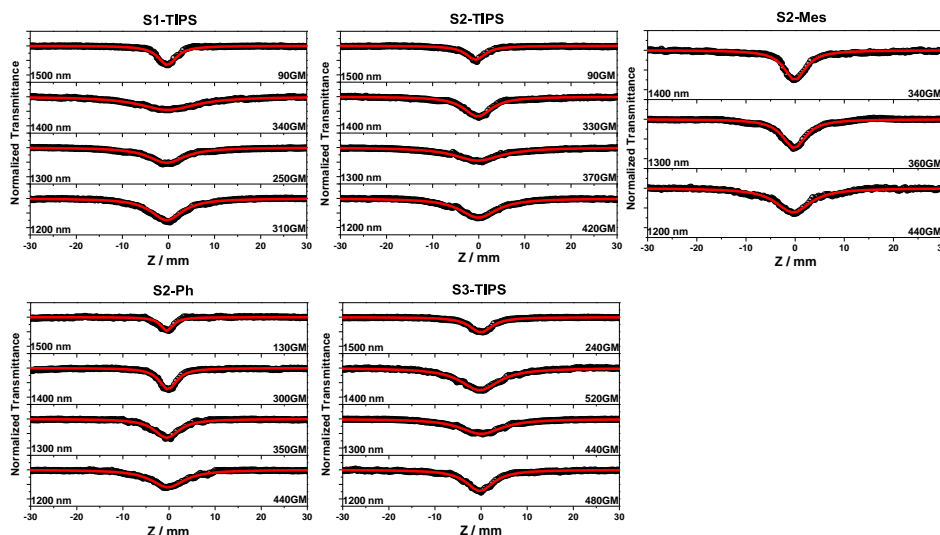 S1-TIPS
Normalized Transmittance
1500 nm 90GM
1400 nm 340GM
1300 nm 250GM
1200 nm 310GM
-30 -20 -10 0 10 20 30
Z / mm
S2-TIPS
Normalized Transmittance
1500 nm 90GM
1400 nm 330GM
1300 nm 370GM
1200 nm 420GM
-30 -20 -10 0 10 20 30
Z / mm
S2-Mes
Normalized Transmittance
1400 nm 340GM
1300 nm 360GM
1200 nm 440GM
-30 -20 -10 0 10 20 30
Z / mm
S2-Ph
Normalized Transmittance
1500 nm 130GM
1400 nm 300GM
1300 nm 350GM
1200 nm 440GM
-30 -20 -10 0 10 20 30
Z / mm
S3-TIPS
Normalized Transmittance
1500 nm 240GM
1400 nm 520GM
1300 nm 440GM
1200 nm 480GM
-30 -20 -10 0 10 20 30
Z / mm